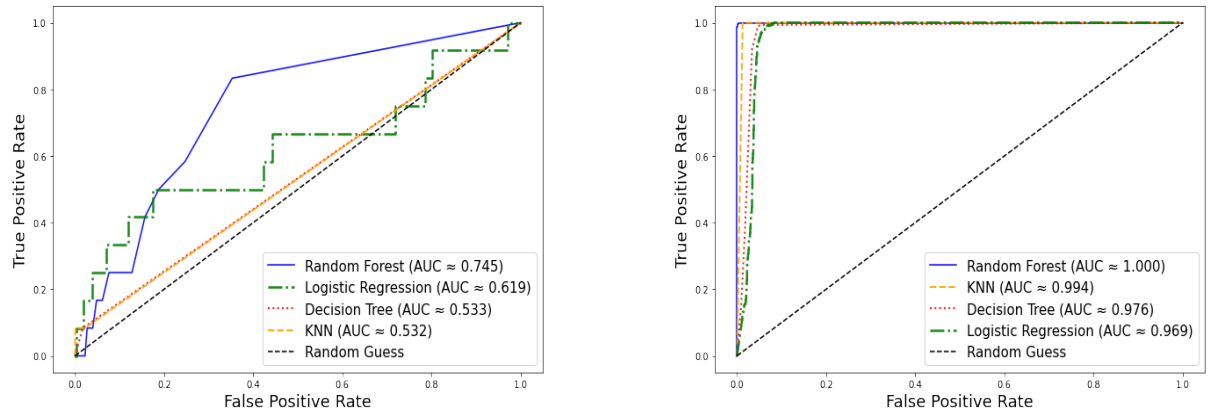 1.0
0.8
0.6
0.4
0.2
0.0
True Positive Rate
Random Forest (AUC ≈ 0.745)
Logistic Regression (AUC ≈ 0.619)
Decision Tree (AUC ≈ 0.533)
KNN (AUC ≈ 0.532)
Random Guess
0.0 0.2 0.4 0.6 0.8 1.0
False Positive Rate
1.0
0.8
0.6
0.4
0.2
0.0
True Positive Rate
Random Forest (AUC ≈ 1.000)
KNN (AUC ≈ 0.994)
Decision Tree (AUC ≈ 0.976)
Logistic Regression (AUC ≈ 0.969)
Random Guess
0.0 0.2 0.4 0.6 0.8 1.0
False Positive Rate